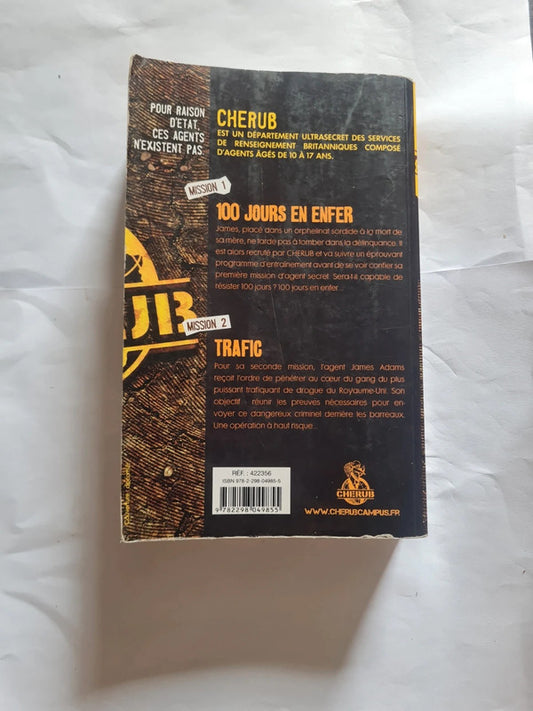 POUR RAISON
D'ÉTAT,
CES AGENTS
N'EXISTENT PAS
CHERUB
EST UN DÉPARTEMENT ULTRASECRET DES SERVICES
DE RENSEIGNEMENT BRITANNIQUES COMPOSÉ
D'AGENTS ÂGÉS DE 10 À 17 ANS.
MISSION 1
100 JOURS EN ENFER
James, placé dans un orphelinat sordide à la mort de
sa mère, ne tarde pas à tomber dans la délinquance. Il
est alors recruté par CHERUB et va suivre un éprouvant
programme d'entraînement avant de se voir confier sa
première mission d'agent secret. Sera-t-il capable de
résister 100 jours ? 100 jours en enfer...
UB
MISSION 2
TRAFIC
Pour sa seconde mission, l'agent James Adams
reçoit l'ordre de pénétrer au cœur du gang du plus
puissant trafiquant de drogue du Royaume-Uni. Son
objectif : réunir les preuves nécessaires pour en-
voyer ce dangereux criminel derrière les barreaux.
Une opération à haut risque...
RÉF. : 422356
ISBN 978-2-298-04985-5
9782298049855
CHERUB
WWW.CHERUBCAMPUS.FR